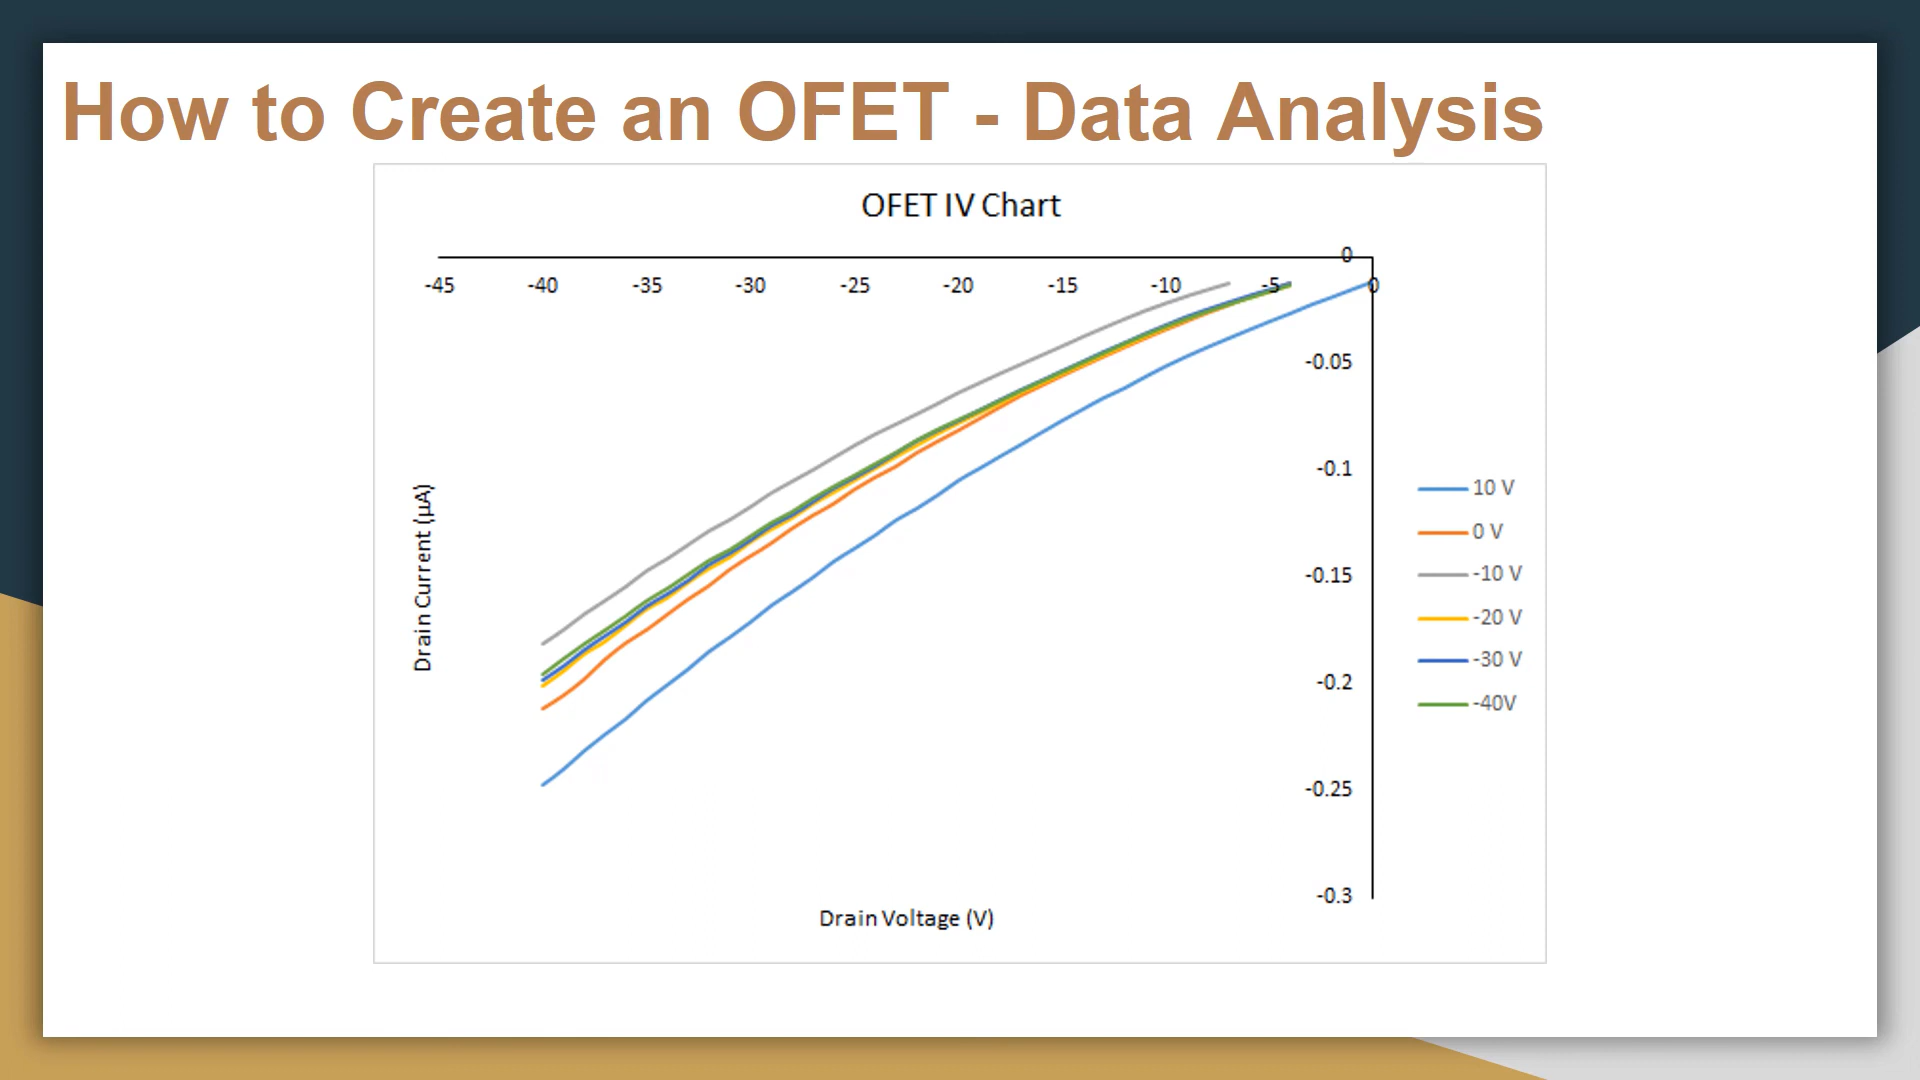 How to Create an OFET - Data Analysis
OFET IV Chart
0
-45 -40 -35 -30 -25 -20 -15 -10 -5 0
-0.05
-0.1
-0.15
-0.2
-0.25
-0.3
Drain Current (µA)
Drain Voltage (V)
10 V
0 V
-10 V
-20 V
-30 V
-40V